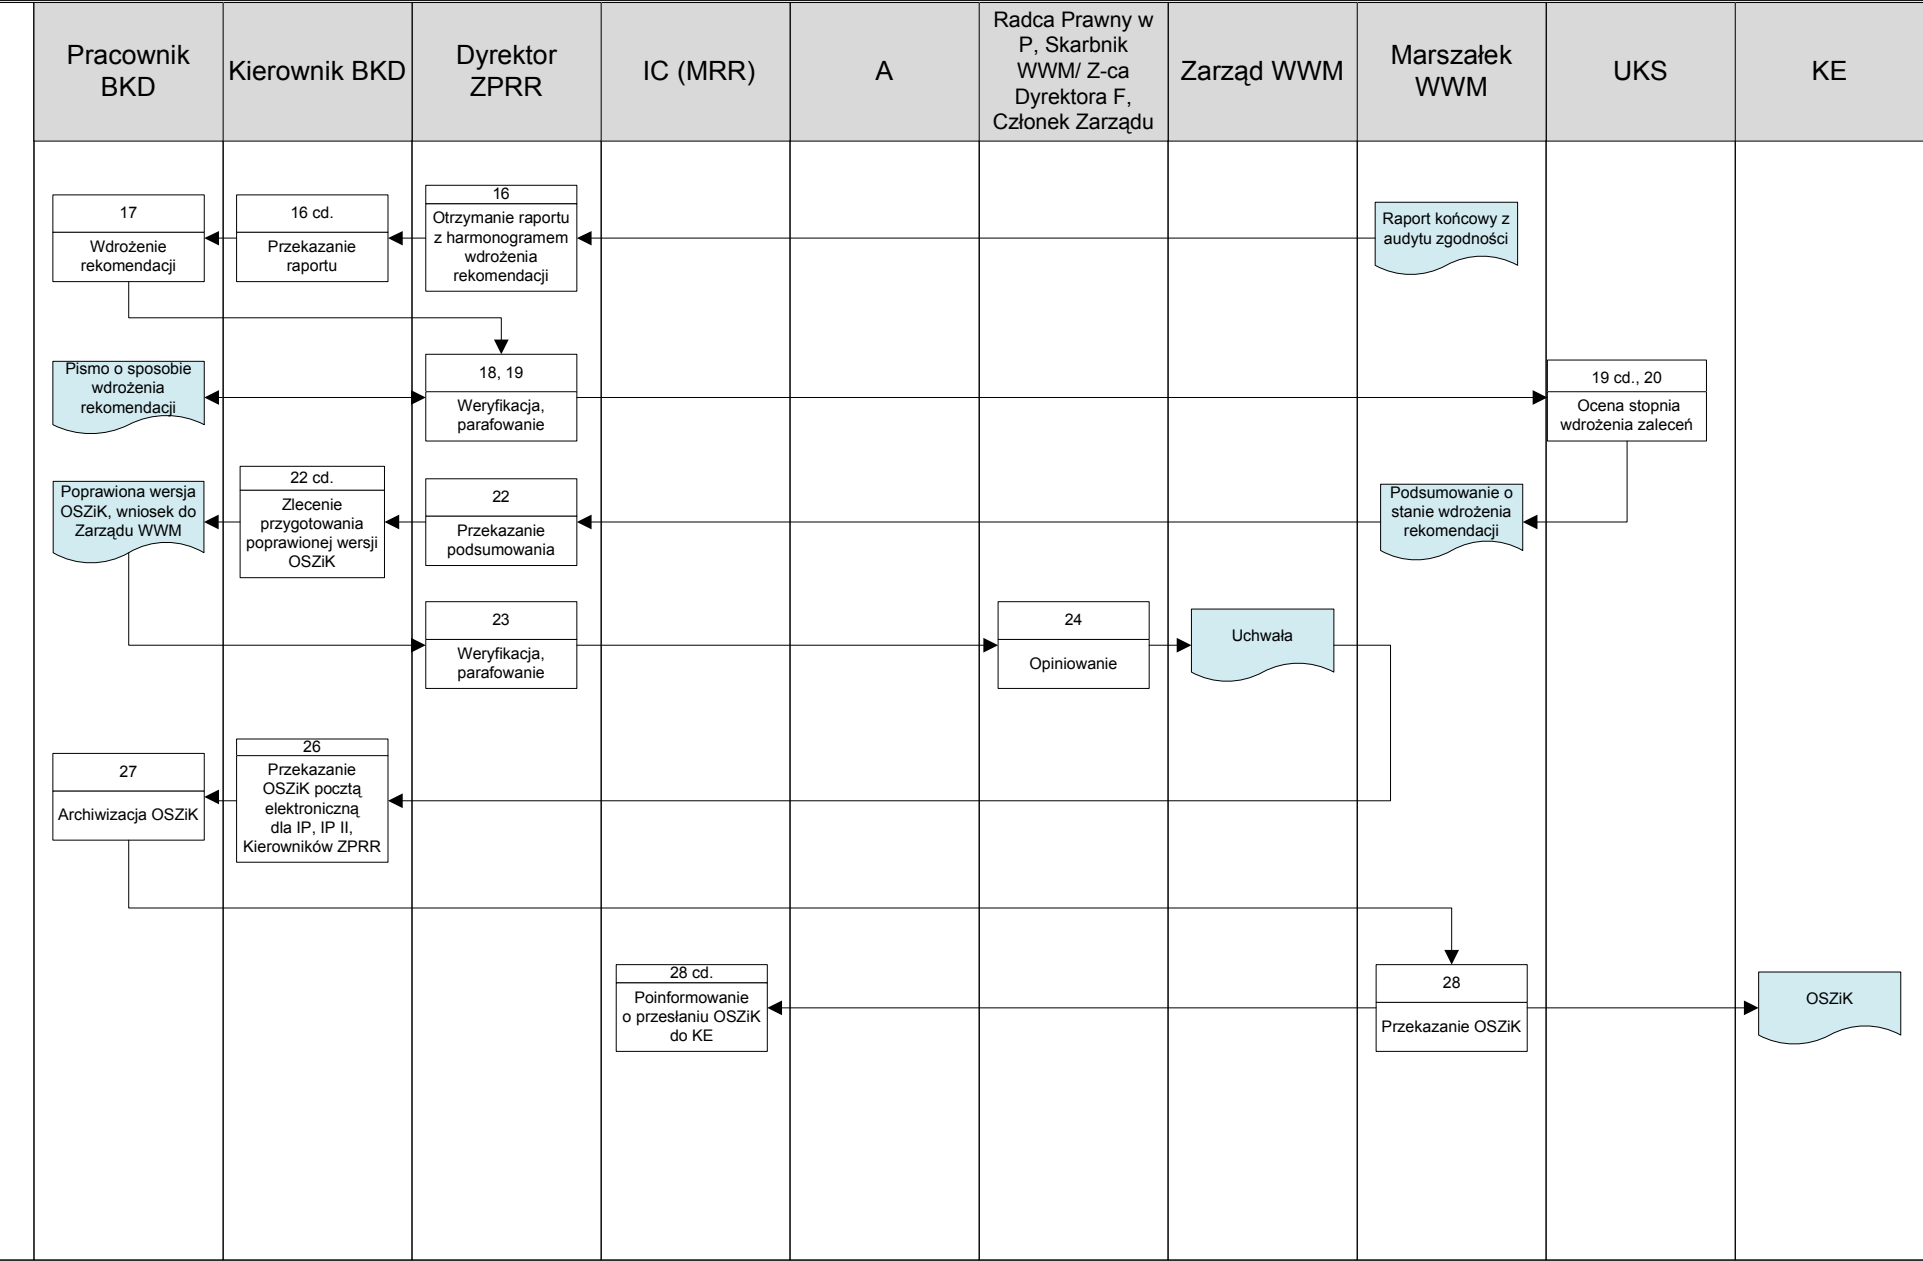 Pracownik
BKD
Kierownik BKD
Dyrektor
ZPRR
IC (MRR)
A
Radca Prawny w
P, Skarbnik
WWM/ Z-ca
Dyrektora F,
Członek Zarządu
Zarząd WWM
Marszałek
WWM
UKS
KE
17
Wdrożenie
rekomendacji
16 cd.
Przekazanie
raportu
16
Otrzymanie raportu
z harmonogramem
wdrożenia
rekomendacji
Raport końcowy z
audytu zgodności
Pismo o sposobie
wdrożenia
rekomendacji
18, 19
Weryfikacja,
parafowanie
19 cd., 20
Ocena stopnia
wdrożenia zaleceń
Poprawiona wersja
OSZiK, wniosek do
Zarządu WWM
22 cd.
Zlecenie
przygotowania
poprawionej wersji
OSZiK
22
Przekazanie
podsumowania
Podsumowanie o
stanie wdrożenia
rekomendacji
23
Weryfikacja,
parafowanie
24
Opiniowanie
Uchwała
27
Archiwizacja OSZiK
26
Przekazanie
OSZiK pocztą
elektroniczną
dla IP, IP II,
Kierowników ZPRR
28 cd.
Poinformowanie
o przesłaniu OSZiK
do KE
28
Przekazanie OSZiK
OSZiK